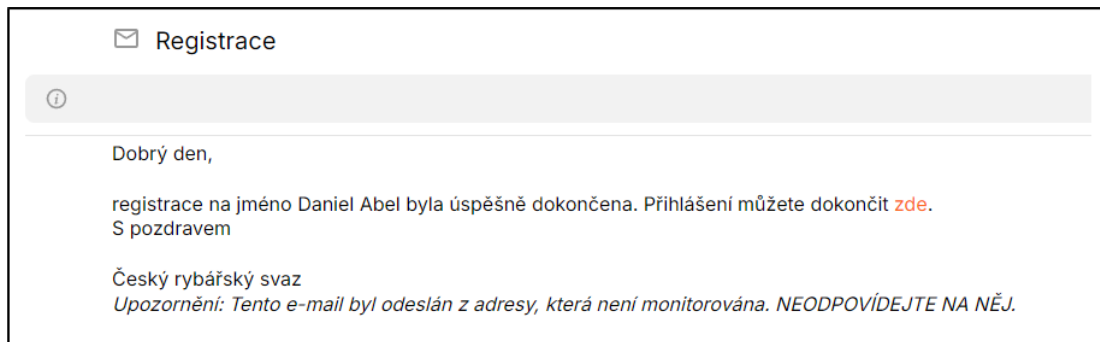 Registrace
Dobrý den,
registrace na jméno Daniel Abel byla úspěšně dokončena. Přihlášení můžete dokončit zde.
S pozdravem
Český rybářský svaz
Upozornění: Tento e-mail byl odeslán z adresy, která není monitorována. NEODPOVÍDEJTE NA NĚJ.